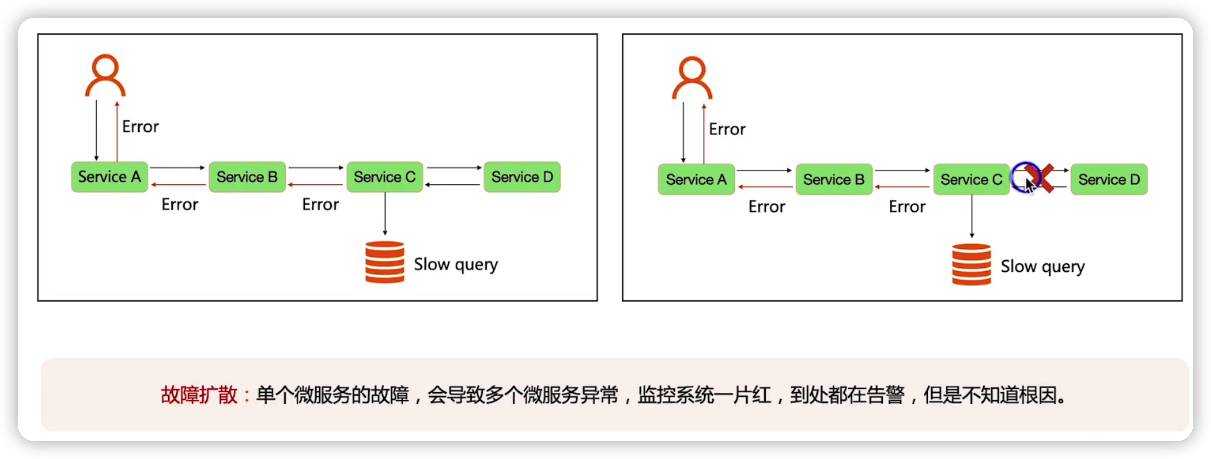 Error
Service A
Service B
Service C
Service D
Error
Error
Slow query
Error
Service A
Service B
Service C
Service D
Error
Error
Slow query
故障扩散：单个微服务的故障，会导致多个微服务异常，监控系统一片红，到处都在告警，但是不知道根因。